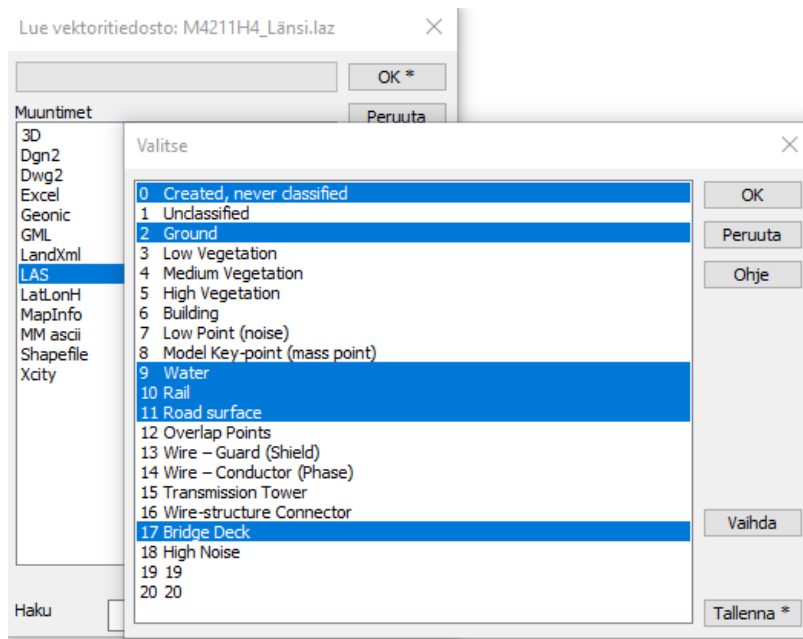 Lue vektoritiedosto: M4211H4_Länsi.laz
OK *
Muuntimet
Peruuta
3D
Dgn2
Dwg2
Excel
Geonic
GML
LandXml
LAS
LatLonH
MapInfo
MM ascii
Shapefile
Xcity
Haku
Valitse
0 Created, never classified
1 Unclassified
2 Ground
3 Low Vegetation
4 Medium Vegetation
5 High Vegetation
6 Building
7 Low Point (noise)
8 Model Key-point (mass point)
9 Water
10 Rail
11 Road surface
12 Overlap Points
13 Wire – Guard (Shield)
14 Wire – Conductor (Phase)
15 Transmission Tower
16 Wire-structure Connector
17 Bridge Deck
18 High Noise
19 19
20 20
OK
Peruuta
Ohje
Vaihda
Tallenna *